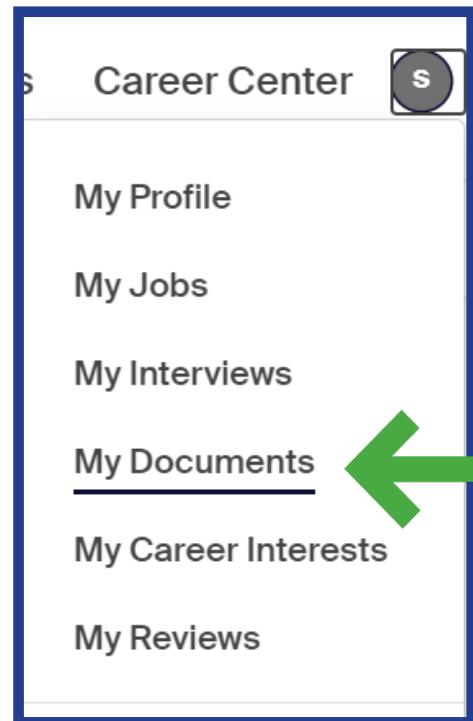 s Career Center S
My Profile
My Jobs
My Interviews
My Documents
My Career Interests
My Reviews